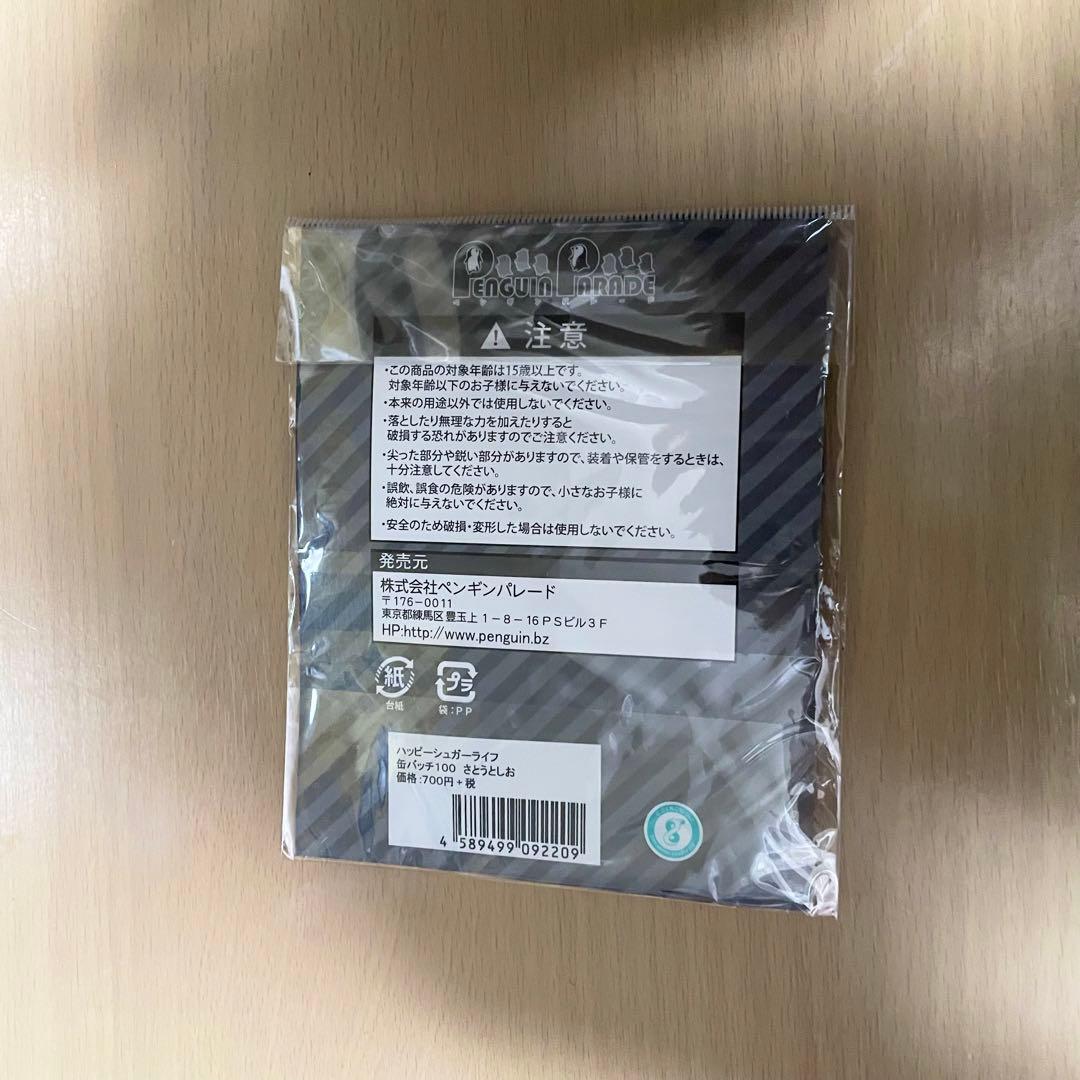 PENGUIN PARADE
注意
・この商品の対象年齢は15歳以上です。
対象年齢以下のお子様に与えないでください。
・本来の用途以外では使用しないでください。
・落としたり無理な力を加えたりすると
破損する恐れがありますのでご注意ください。
・尖った部分や鋭い部分がありますので、装着や保管をするときは、
十分注意してください。
・誤飲、誤食の危険がありますので、小さなお子様に
絶対に与えないでください。
・安全のため破損・変形した場合は使用しないでください。
発売元
株式会社ペンギンパレード
〒176-0011
東京都練馬区豊玉上1-8-16PSビル3F
HP:http://www.penguin.bz
紙
プラ
台紙
袋:PP
ハッピーシュガーライフ
缶バッチ100 さとうとしお
価格:700円+税
4 589499 092209